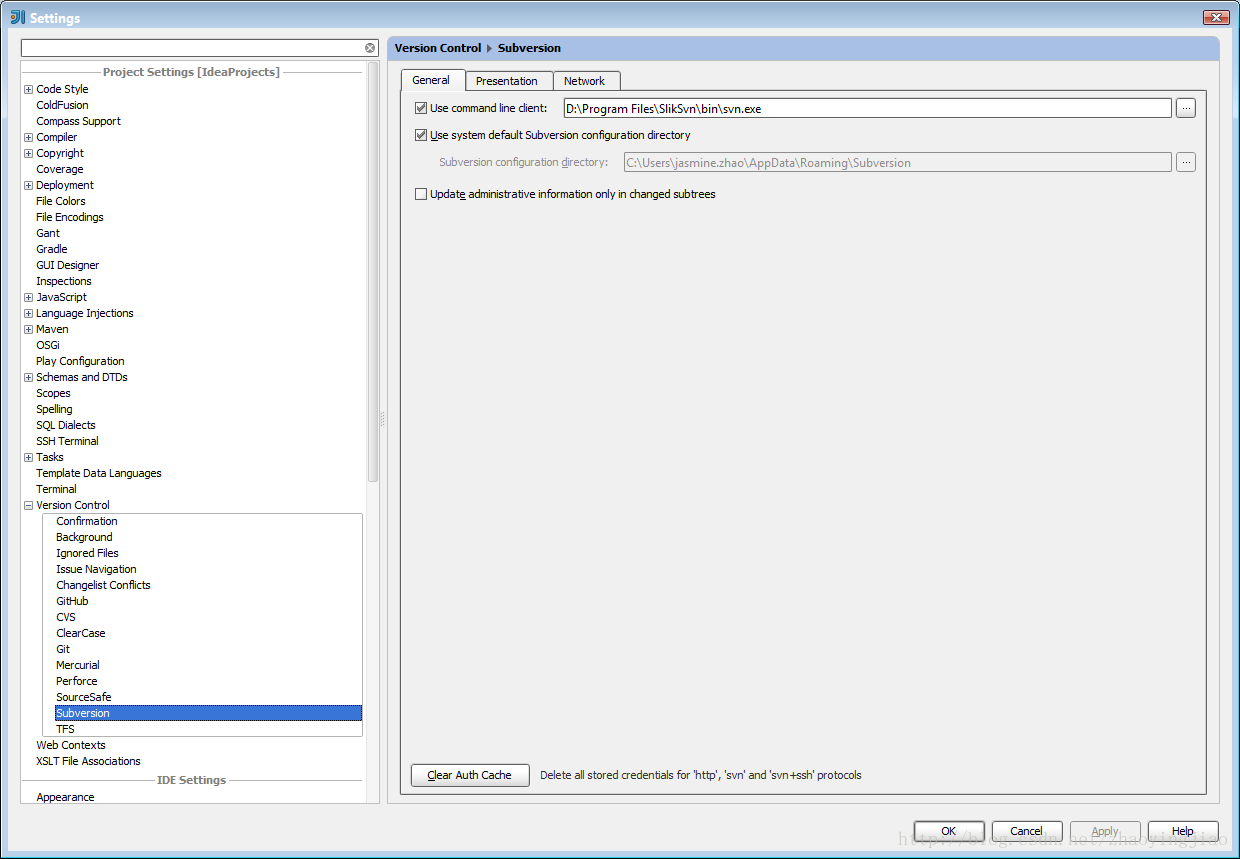 Settings
Project Settings [IdeaProjects]
Code Style
ColdFusion
Compass Support
Compiler
Copyright
Coverage
Deployment
File Colors
File Encodings
Gant
Gradle
GUI Designer
Inspections
JavaScript
Language Injections
Maven
OSGi
Play Configuration
Schemas and DTDs
Scopes
Spelling
SQL Dialects
SSH Terminal
Tasks
Template Data Languages
Terminal
Version Control
Confirmation
Background
Ignored Files
Issue Navigation
Changelist Conflicts
GitHub
CVS
ClearCase
Git
Mercurial
Perforce
SourceSafe
Subversion
TFS
Web Contexts
XSLT File Associations
IDE Settings
Appearance
Version Control Subversion
General Presentation Network
Use command line client: D:\Program Files\SlikSvn\bin\svn.exe ...
Use system default Subversion configuration directory
Subversion configuration directory: C:\Users\jasmine.zhao\AppData\Roaming\Subversion ...
Update administrative information only in changed subtrees
Clear Auth Cache Delete all stored credentials for 'http', 'svn' and 'svn+ssh' protocols
OK Cancel Apply Help
http://blog.csdn.net/zhaoyingjiao